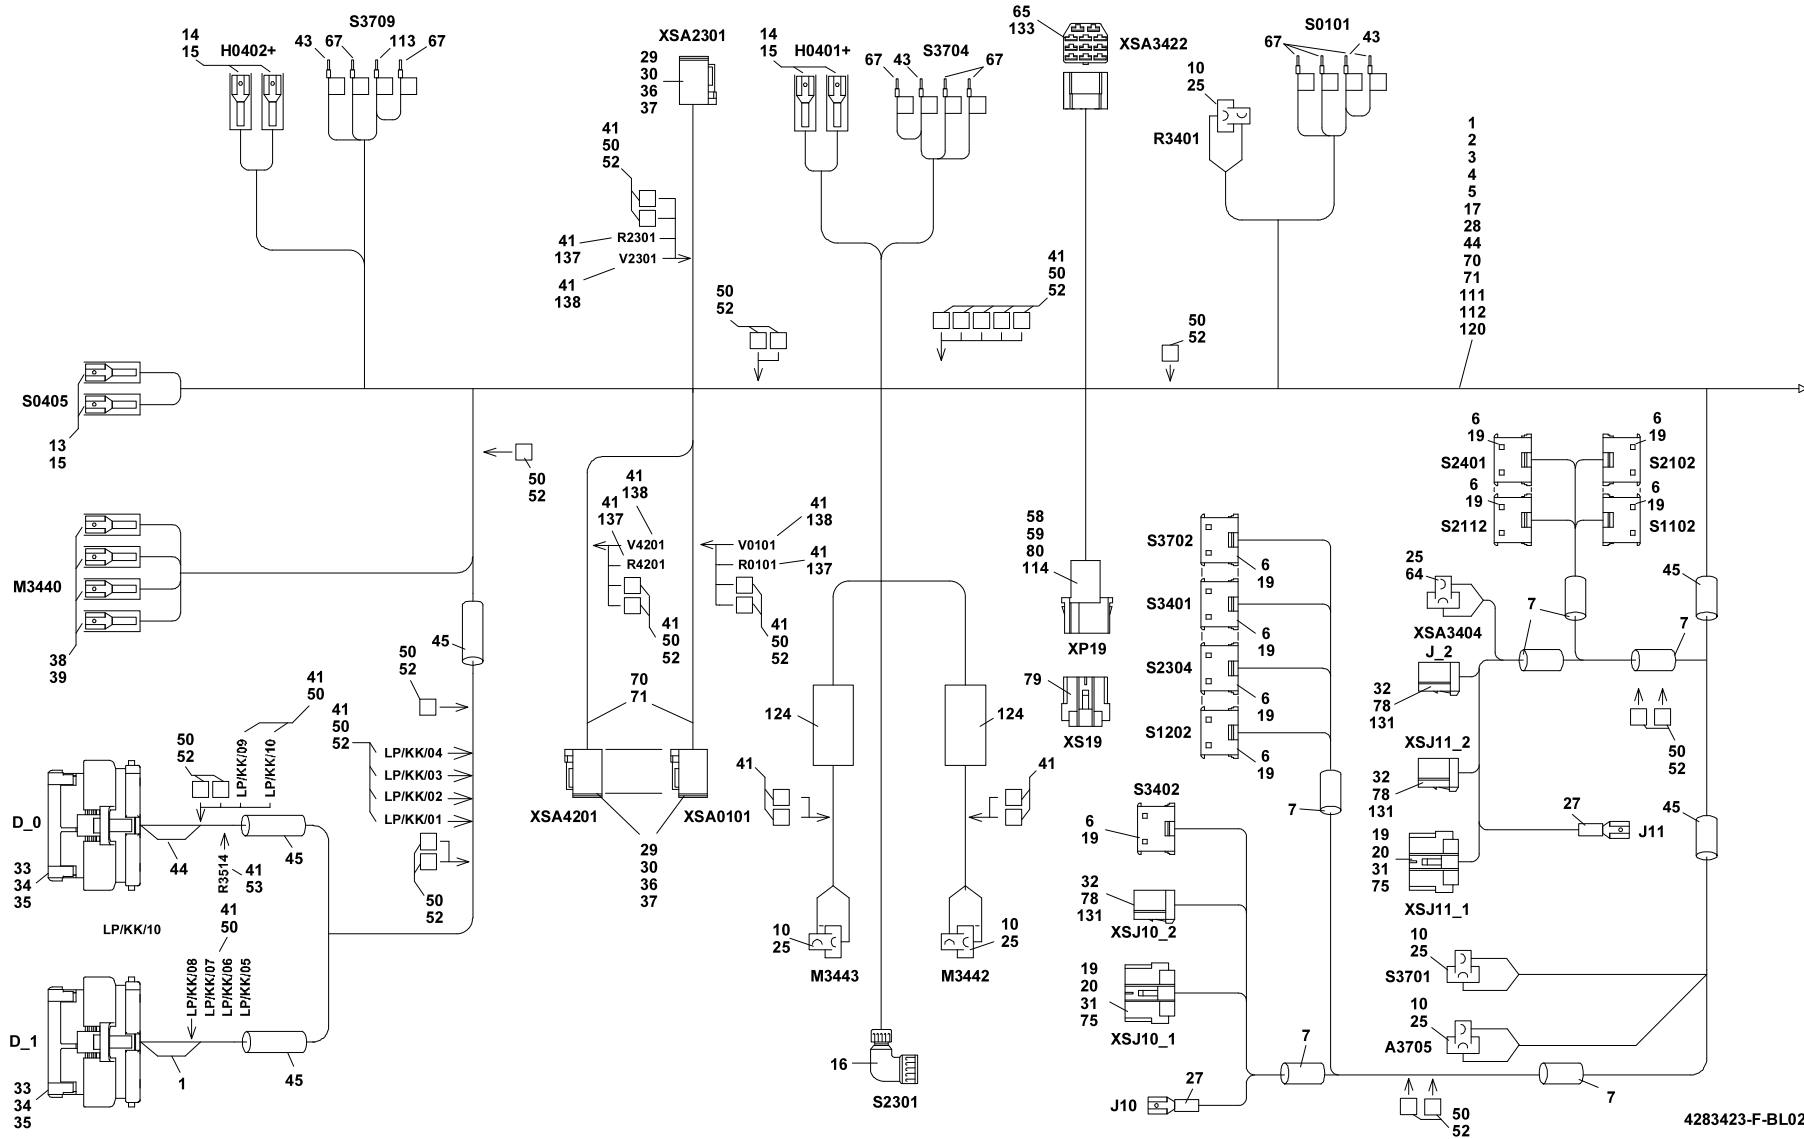 14
15
H0402+
S3709
43
67
113
67
XSA2301
29
30
36
37
14
15
H0401+
S3704
67
43
67
65
133
XSA3422
S0101
67
43
10
25
R3401
1
2
3
4
5
17
28
44
70
71
111
112
120
41
50
52
41
137
R2301
V2301
41
138
50
52
41
50
52
50
52
S0405
13
15
50
52
M3440
38
39
45
41
138
41
137
V4201
R4201
41
50
52
V0101
R0101
41
138
41
137
41
50
52
58
59
80
114
XP19
79
XS19
S3702
6
19
S3401
6
19
S2304
6
19
S1202
6
19
7
6
19
S2401
6
19
S2112
6
19
S2102
6
19
S1102
25
64
XSA3404
7
7
7
45
J_2
32
78
131
XSJ11_2
32
78
131
50
52
27
J11
45
19
20
31
75
XSJ11_1
50
52
41
50
41
50
52
50
52
LP/KK/09
LP/KK/10
LP/KK/04
LP/KK/03
LP/KK/02
LP/KK/01
D_0
33
34
35
44
R3514
41
53
45
50
52
LP/KK/10
41
50
LP/KK/08
LP/KK/07
LP/KK/06
LP/KK/05
D_1
33
34
35
1
45
70
71
XSA4201
XSA0101
29
30
36
37
124
124
41
41
10
25
M3443
10
25
M3442
16
S2301
S3402
6
19
32
78
131
XSJ10_2
19
20
31
75
XSJ10_1
J10
27
7
10
25
S3701
10
25
A3705
7
50
52
4283423-F-BL02